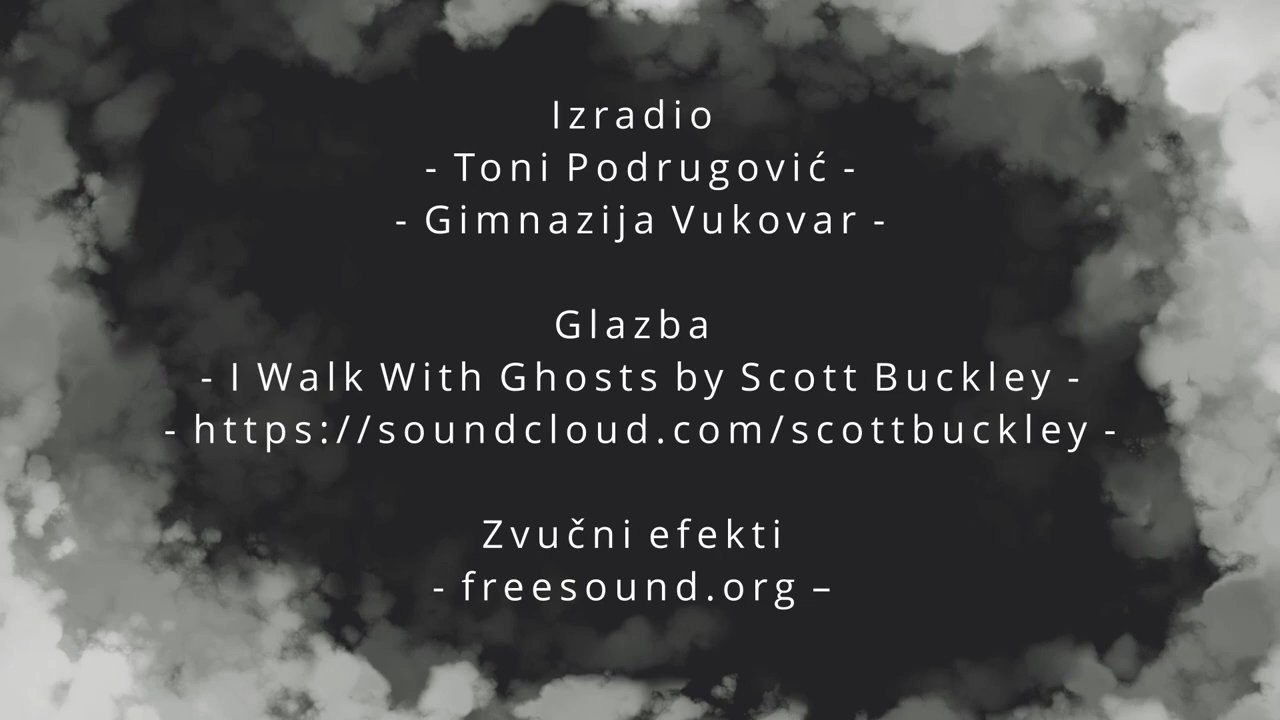 Izradio
- Toni Podrugović -
- Gimnazija Vukovar -
Glazba
- I Walk With Ghosts by Scott Buckley -
- https://soundcloud.com/scottbuckley -
Zvučni efekti
- freesound.org –